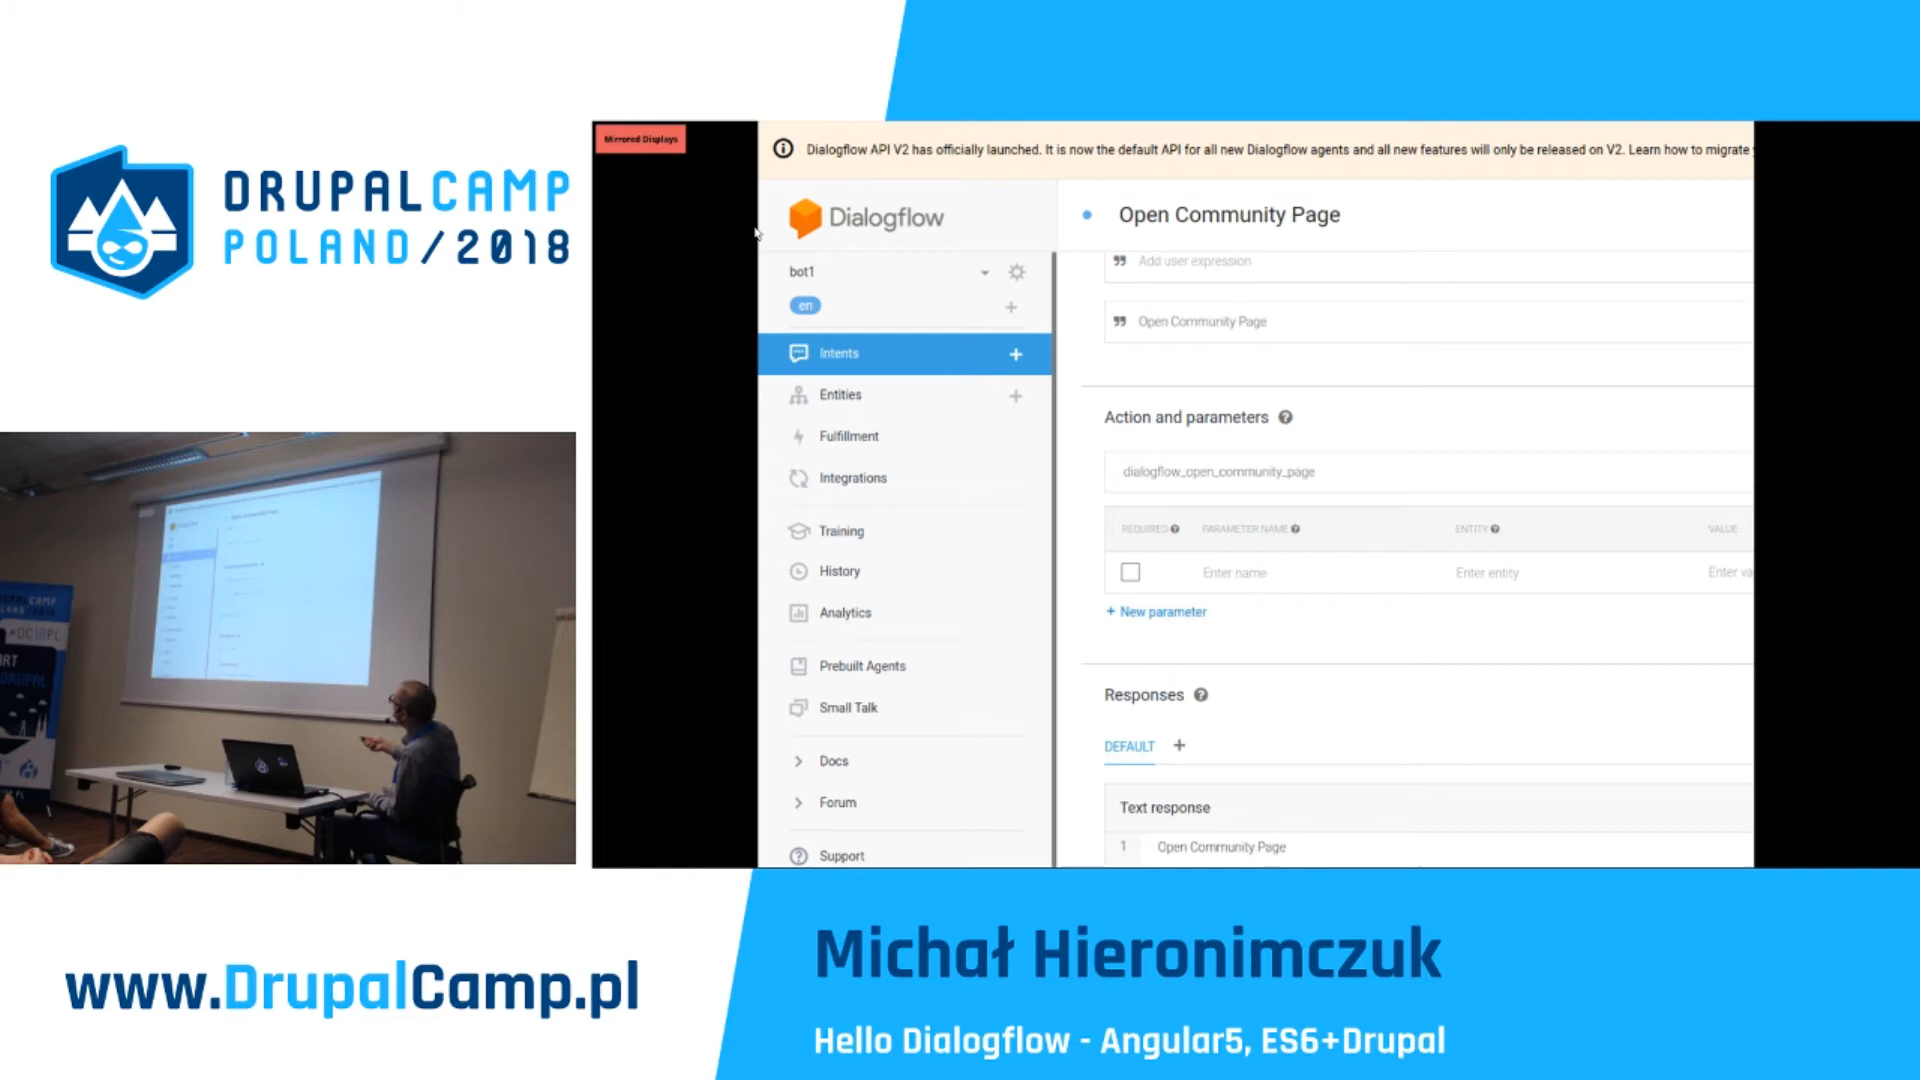 DRUPALCAMP
POLAND/2018
Mirrored Displays
Dialogflow API V2 has officially launched. It is now the default API for all new Dialogflow agents and all new features will only be released on V2. Learn how to migrate
Dialogflow
Open Community Page
bot1
en
Intents
Entities
Fulfillment
Integrations
Training
History
Analytics
Prebuilt Agents
Small Talk
Docs
Forum
Support
Add user expression
Open Community Page
Action and parameters
dialogflow_open_community_page
REQUIRED PARAMETER NAME ENTITY VALUE
Enter name Enter entity Enter va
+ New parameter
Responses
DEFAULT +
Text response
1 Open Community Page
#DC18PL
www.DrupalCamp.pl
Michał Hieronimczuk
Hello Dialogflow - Angular5, ES6+Drupal